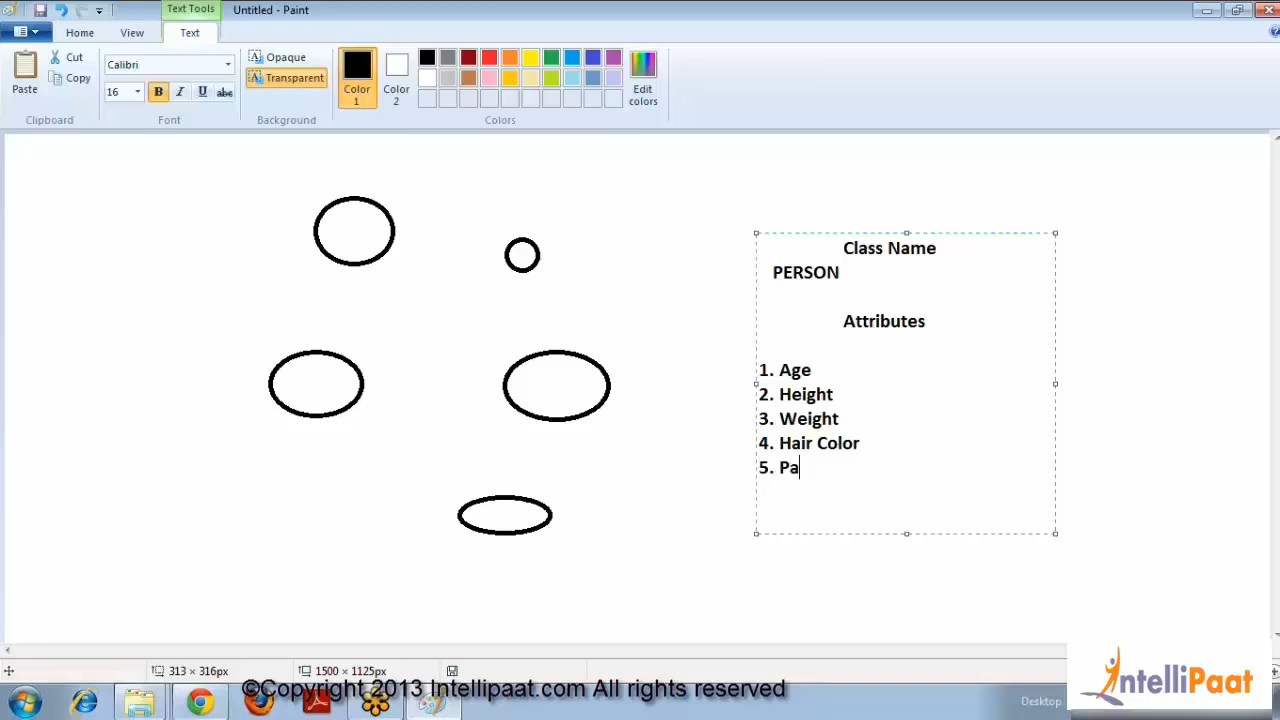 Text Tools
Untitled - Paint
Home
View
Text
Paste
Cut
Copy
Clipboard
Calibri
16
B
I
U
abc
Font
Opaque
Transparent
Background
Color 1
Color 2
Edit colors
Colors
Class Name
PERSON
Attributes
1. Age
2. Height
3. Weight
4. Hair Color
5. Pa
313 × 316px
1500 × 1125px
©Copyright 2013 Intellipaat.com All rights reserved
Desktop
IntelliPaat